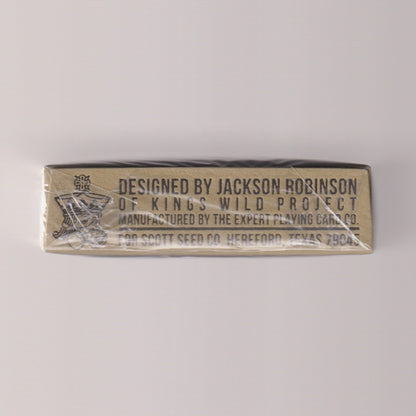 DESIGNED BY JACKSON ROBINSON
OF KINGS WILD PROJECT
MANUFACTURED BY THE EXPERT PLAYING CARD CO.
FOR SCOTT SEED CO. HEREFORD, TEXAS 79045